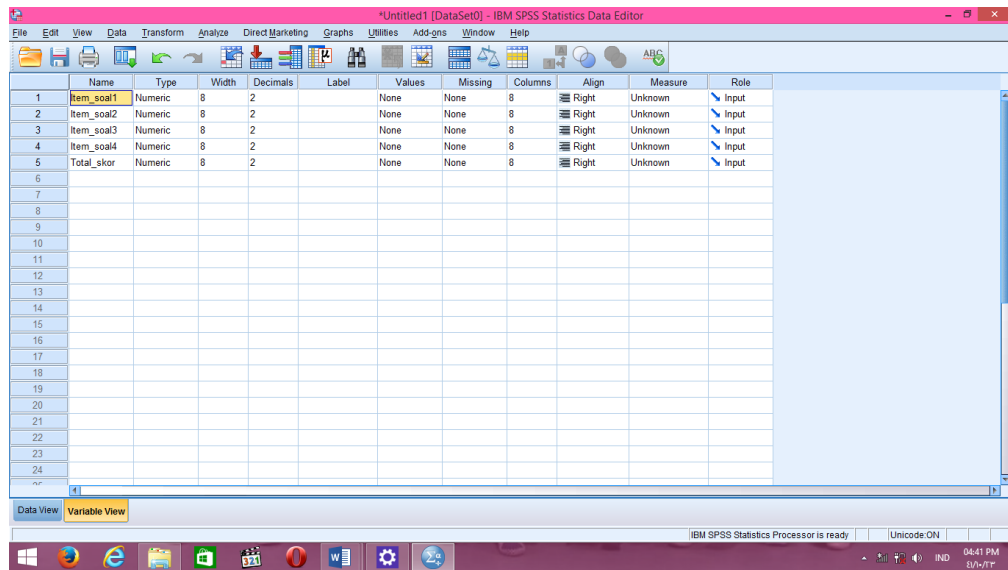 *Untitled1 [DataSet0] - IBM SPSS Statistics Data Editor
File Edit View Data Transform Analyze Direct Marketing Graphs Utilities Add-ons Window Help
Name Type Width Decimals Label Values Missing Columns Align Measure Role
1 Item_soal1 Numeric 8 2 None None 8 Right Unknown Input
2 Item_soal2 Numeric 8 2 None None 8 Right Unknown Input
3 Item_soal3 Numeric 8 2 None None 8 Right Unknown Input
4 Item_soal4 Numeric 8 2 None None 8 Right Unknown Input
5 Total_skor Numeric 8 2 None None 8 Right Unknown Input
6
7
8
9
10
11
12
13
14
15
16
17
18
19
20
21
22
23
24
Data View Variable View
IBM SPSS Statistics Processor is ready Unicode:ON
IND 04:41 PM